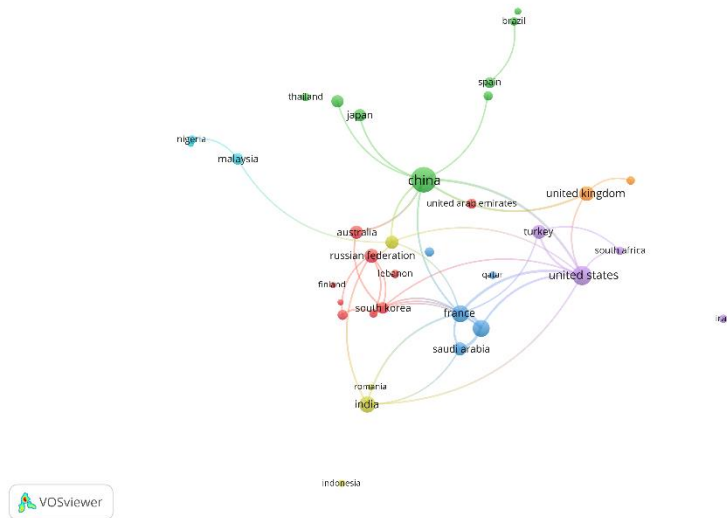 brazil
spain
thailand
japan
nigeria
malaysia
china
united kingdom
united arab emirates
australia
turkey
south africa
russian federation
lebanon
qatar
united states
finland
south korea
france
saudi arabia
romania
india
indonesia
VOSviewer